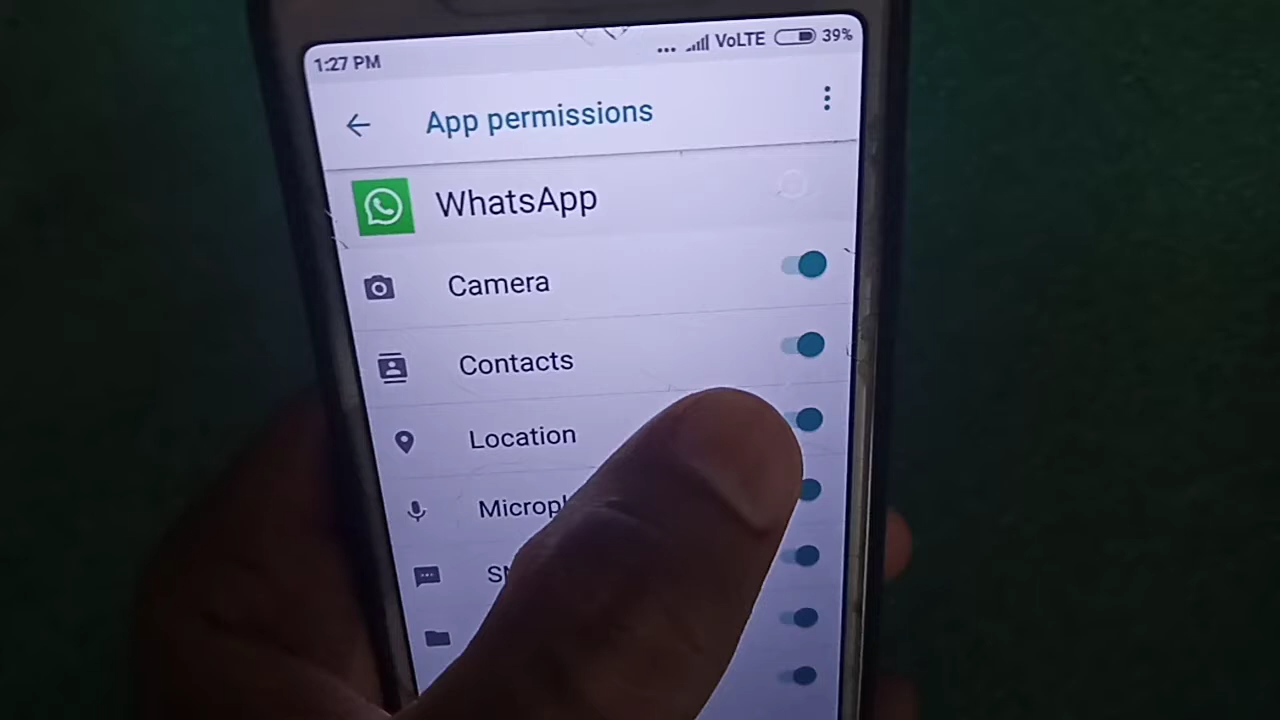 1:27 PM ... VoLTE 39%
App permissions
WhatsApp
Camera
Contacts
Location